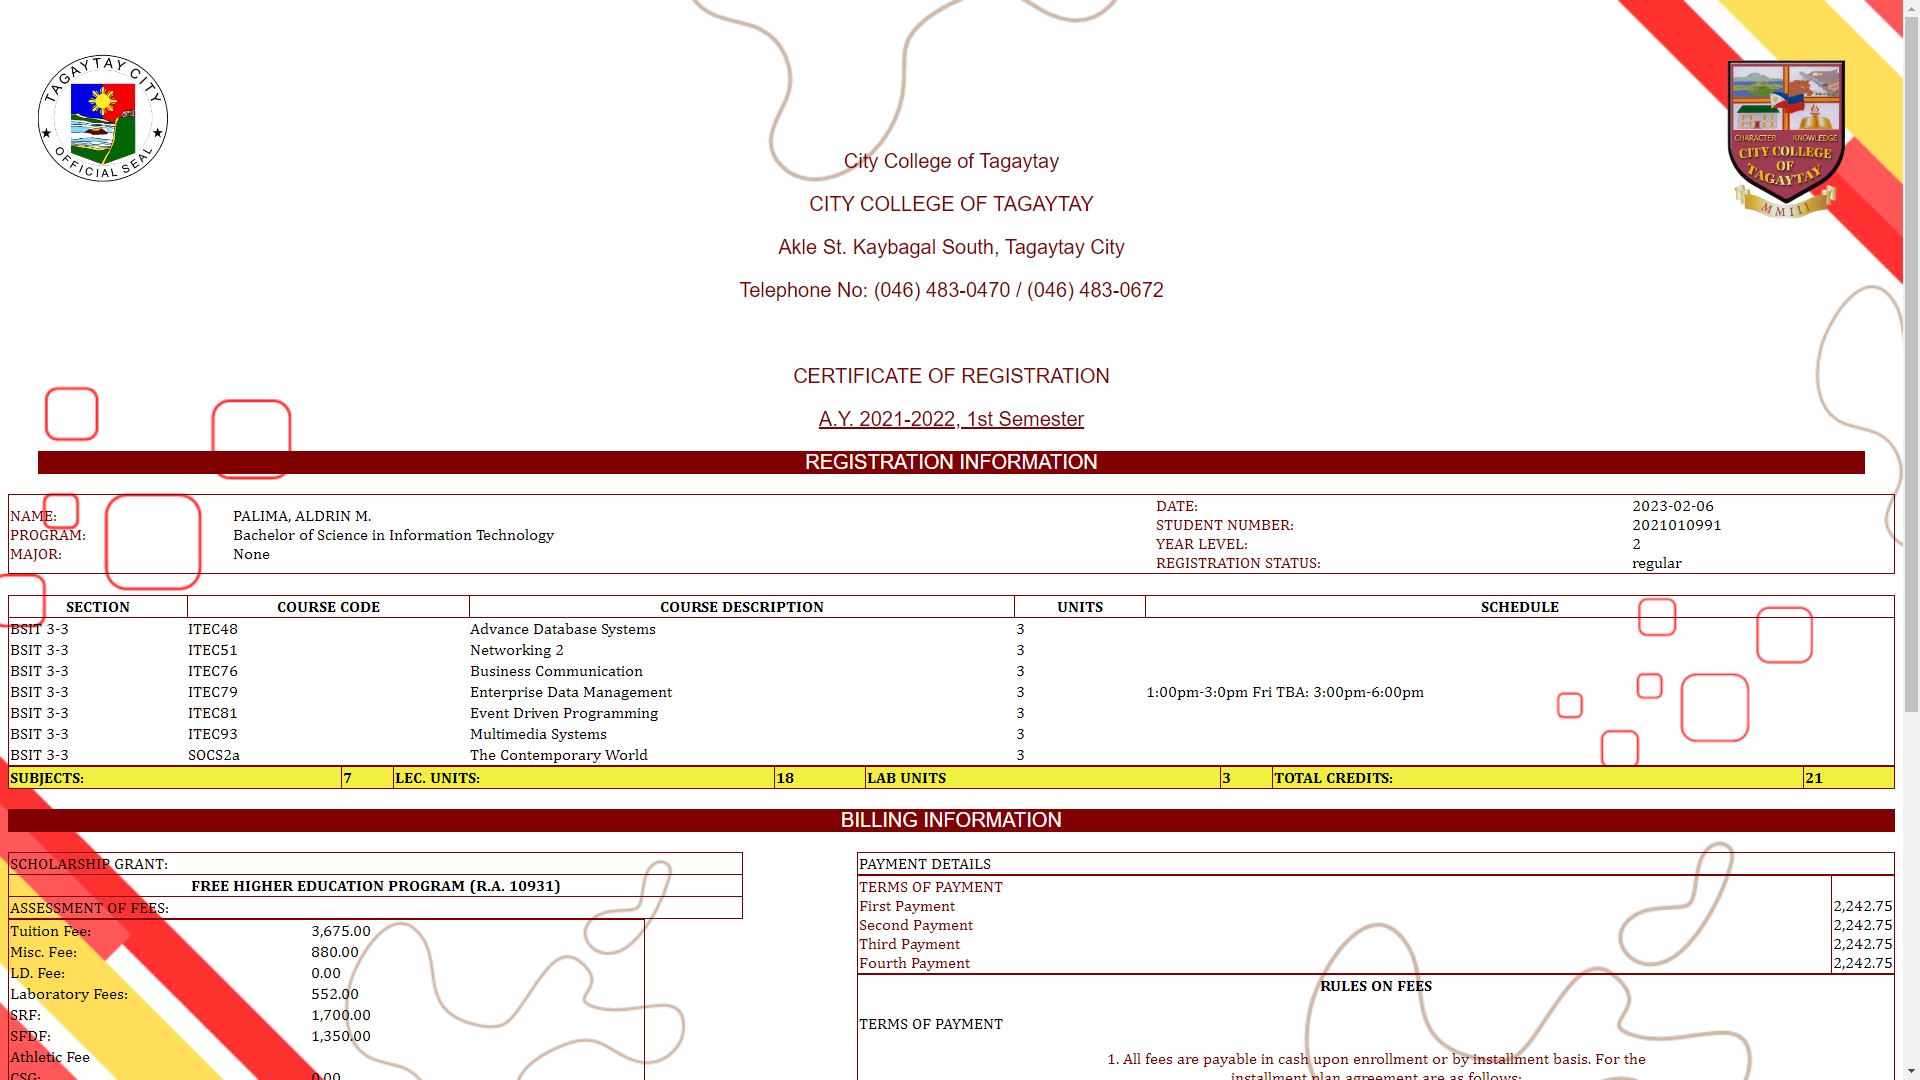 TAGAYTAY CITY
OFFICIAL SEAL
CHARACTER KNOWLEDGE
CITY COLLEGE
OF
TAGAYTAY
MMIII
City College of Tagaytay
CITY COLLEGE OF TAGAYTAY
Akle St. Kaybagal South, Tagaytay City
Telephone No: (046) 483-0470 / (046) 483-0672
CERTIFICATE OF REGISTRATION
A.Y. 2021-2022, 1st Semester
REGISTRATION INFORMATION
NAME: PALIMA, ALDRIN M.
PROGRAM: Bachelor of Science in Information Technology
MAJOR: None
DATE: 2023-02-06
STUDENT NUMBER: 2021010991
YEAR LEVEL: 2
REGISTRATION STATUS: regular
SECTION COURSE CODE COURSE DESCRIPTION UNITS SCHEDULE
BSIT 3-3 ITEC48 Advance Database Systems 3
BSIT 3-3 ITEC51 Networking 2 3
BSIT 3-3 ITEC76 Business Communication 3
BSIT 3-3 ITEC79 Enterprise Data Management 3 1:00pm-3:0pm Fri TBA: 3:00pm-6:00pm
BSIT 3-3 ITEC81 Event Driven Programming 3
BSIT 3-3 ITEC93 Multimedia Systems 3
BSIT 3-3 SOCS2a The Contemporary World 3
SUBJECTS: 7 LEC. UNITS: 18 LAB UNITS 3 TOTAL CREDITS: 21
BILLING INFORMATION
SCHOLARSHIP GRANT:
FREE HIGHER EDUCATION PROGRAM (R.A. 10931)
ASSESSMENT OF FEES:
Tuition Fee: 3,675.00
Misc. Fee: 880.00
LD. Fee: 0.00
Laboratory Fees: 552.00
SRF: 1,700.00
SFDF: 1,350.00
Athletic Fee
CSG: 0.00
PAYMENT DETAILS
TERMS OF PAYMENT
First Payment 2,242.75
Second Payment 2,242.75
Third Payment 2,242.75
Fourth Payment 2,242.75
RULES ON FEES
TERMS OF PAYMENT
1. All fees are payable in cash upon enrollment or by installment basis. For the
installment plan agreement are as follows: